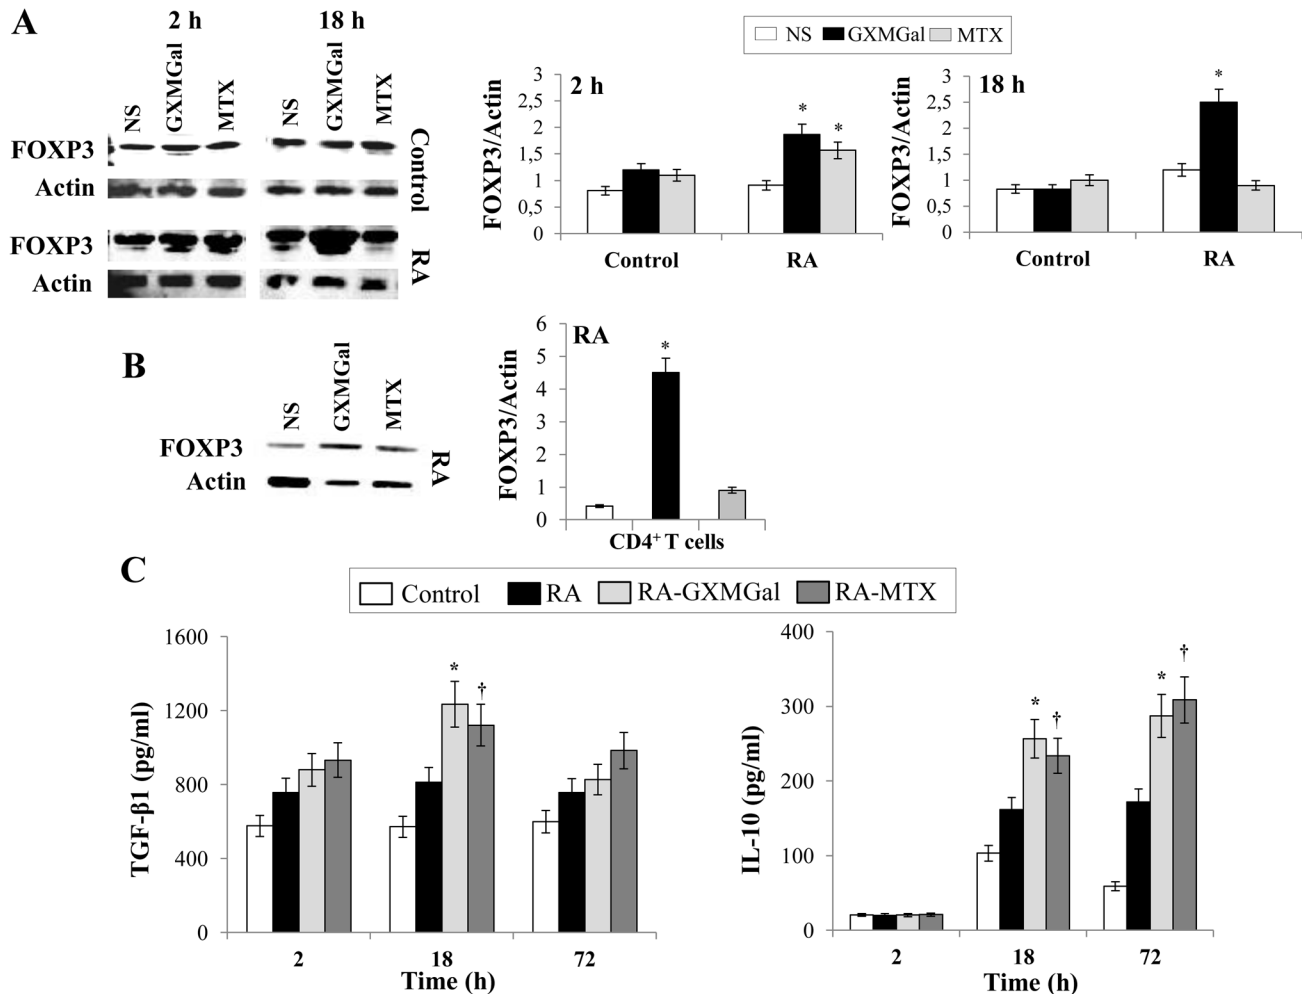 A
2 h
18 h
NS
GXMGal
MTX
NS
GXMGal
MTX
FOXP3
Actin
Control
FOXP3
Actin
RA
NS GXMGal MTX
2 h
FOXP3/Actin
3
2,5
2
1,5
1
0,5
0
*
*
Control
RA
18 h
FOXP3/Actin
3
2,5
2
1,5
1
0,5
0
*
Control
RA
B
NS
GXMGal
MTX
FOXP3
Actin
RA
RA
FOXP3/Actin
6
5
4
3
2
1
0
*
CD4+ T cells
C
Control RA RA-GXMGal RA-MTX
TGF-β1 (pg/ml)
1600
1200
800
400
0
*
†
2
18
72
Time (h)
IL-10 (pg/ml)
400
300
200
100
0
*
†
*
†
2
18
72
Time (h)